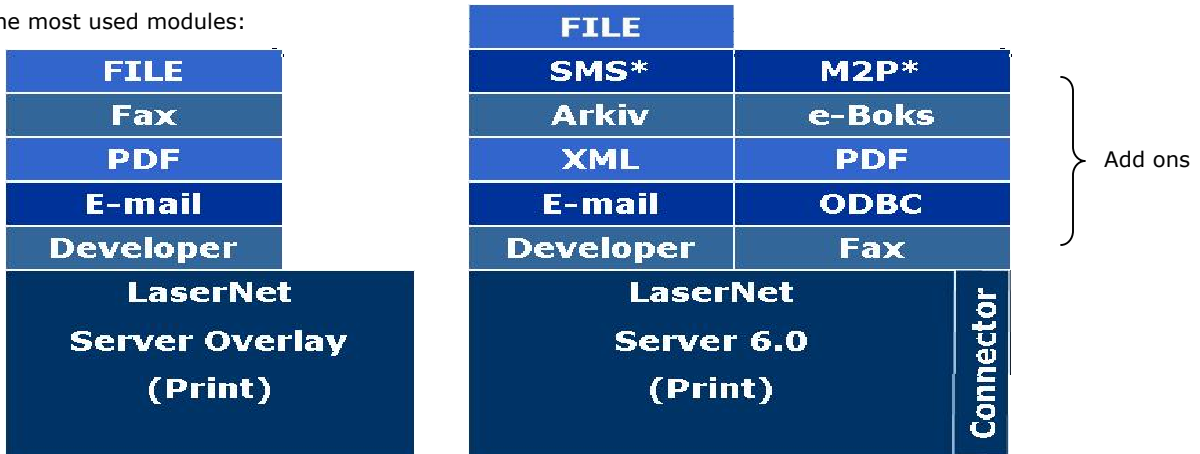 he most used modules:
FILE
Fax
PDF
E-mail
Developer
LaserNet
Server Overlay
(Print)
FILE
SMS* M2P*
Arkiv e-Boks
XML PDF
E-mail ODBC
Developer Fax
LaserNet
Server 6.0
(Print)
Connector
Add ons